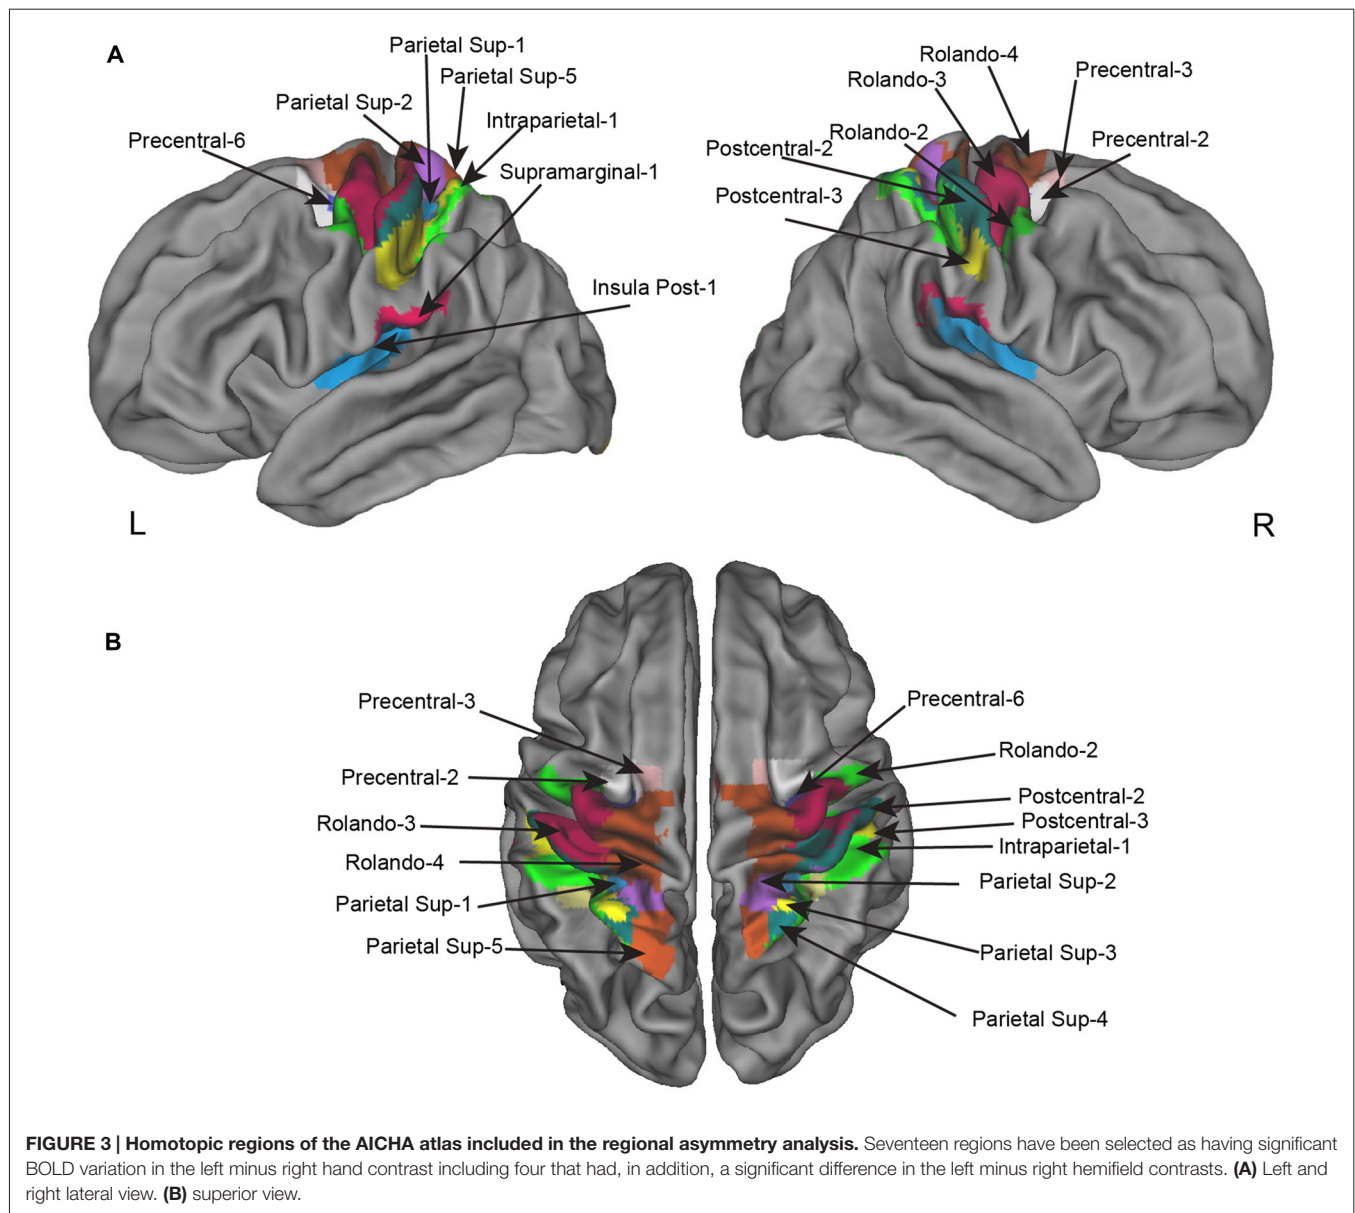 A
Parietal Sup-1
Parietal Sup-5
Parietal Sup-2
Intraparietal-1
Precentral-6
Supramarginal-1
Insula Post-1
Rolando-4
Rolando-3
Precentral-3
Rolando-2
Precentral-2
Postcentral-2
Postcentral-3
L
R
B
Precentral-3
Precentral-6
Precentral-2
Rolando-2
Rolando-3
Postcentral-2
Postcentral-3
Rolando-4
Intraparietal-1
Parietal Sup-1
Parietal Sup-2
Parietal Sup-5
Parietal Sup-3
Parietal Sup-4
FIGURE 3 | Homotopic regions of the AICHA atlas included in the regional asymmetry analysis. Seventeen regions have been selected as having significant
BOLD variation in the left minus right hand contrast including four that had, in addition, a significant difference in the left minus right hemifield contrasts. (A) Left and
right lateral view. (B) superior view.